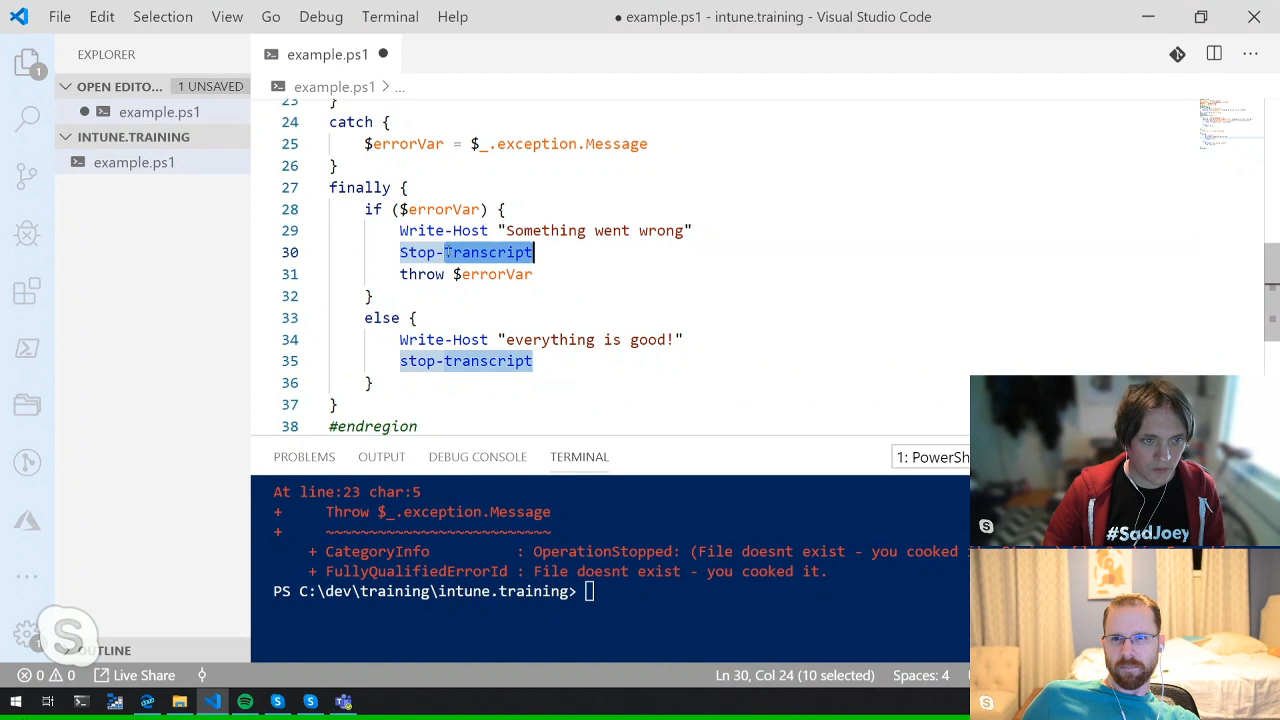 File Edit Selection View Go Run Terminal Help
● example.ps1 - intune.training - Visual Studio Code
EXPLORER
OPEN EDITO... 1 UNSAVED
● example.ps1
INTUNE.TRAINING
example.ps1
OUTLINE
example.ps1 ●
example.ps1 > ...
23 }
24 catch {
25 $errorVar = $_.exception.Message
26 }
27 finally {
28 if ($errorVar) {
29 Write-Host "Something went wrong"
30 Stop-Transcript
31 throw $errorVar
32 }
33 else {
34 Write-Host "everything is good!"
35 stop-transcript
36 }
37 }
38 #endregion
PROBLEMS OUTPUT DEBUG CONSOLE TERMINAL 1: PowerSh
At line:23 char:5
+ Throw $_.exception.Message
+ ~~~~~~~~~~~~~~~~~~~~~~~~~
+ CategoryInfo : OperationStopped: (File doesnt exist - you cooked
+ FullyQualifiedErrorId : File doesnt exist - you cooked it.
PS C:\dev\training\intune.training>
#SadJoey
0 0 Live Share Ln 30, Col 24 (10 selected) Spaces: 4